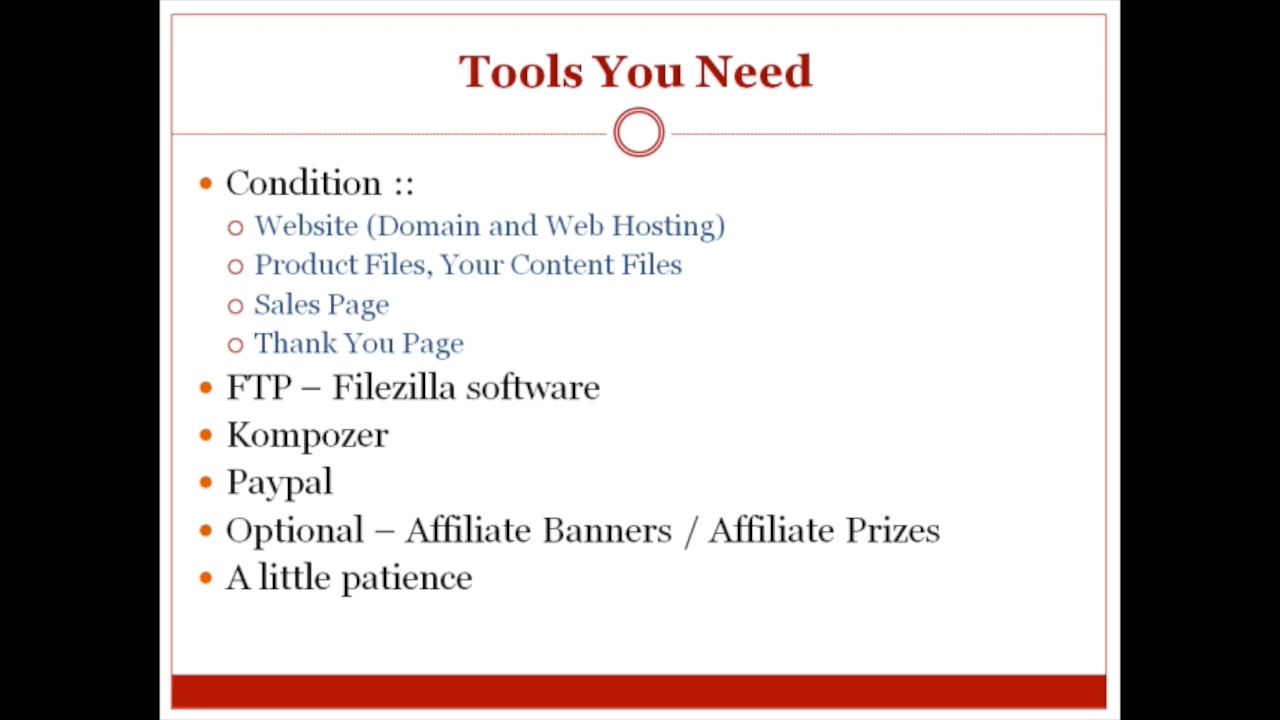 Tools You Need
Condition ::
Website (Domain and Web Hosting)
Product Files, Your Content Files
Sales Page
Thank You Page
FTP – Filezilla software
Kompozer
Paypal
Optional – Affiliate Banners / Affiliate Prizes
A little patience